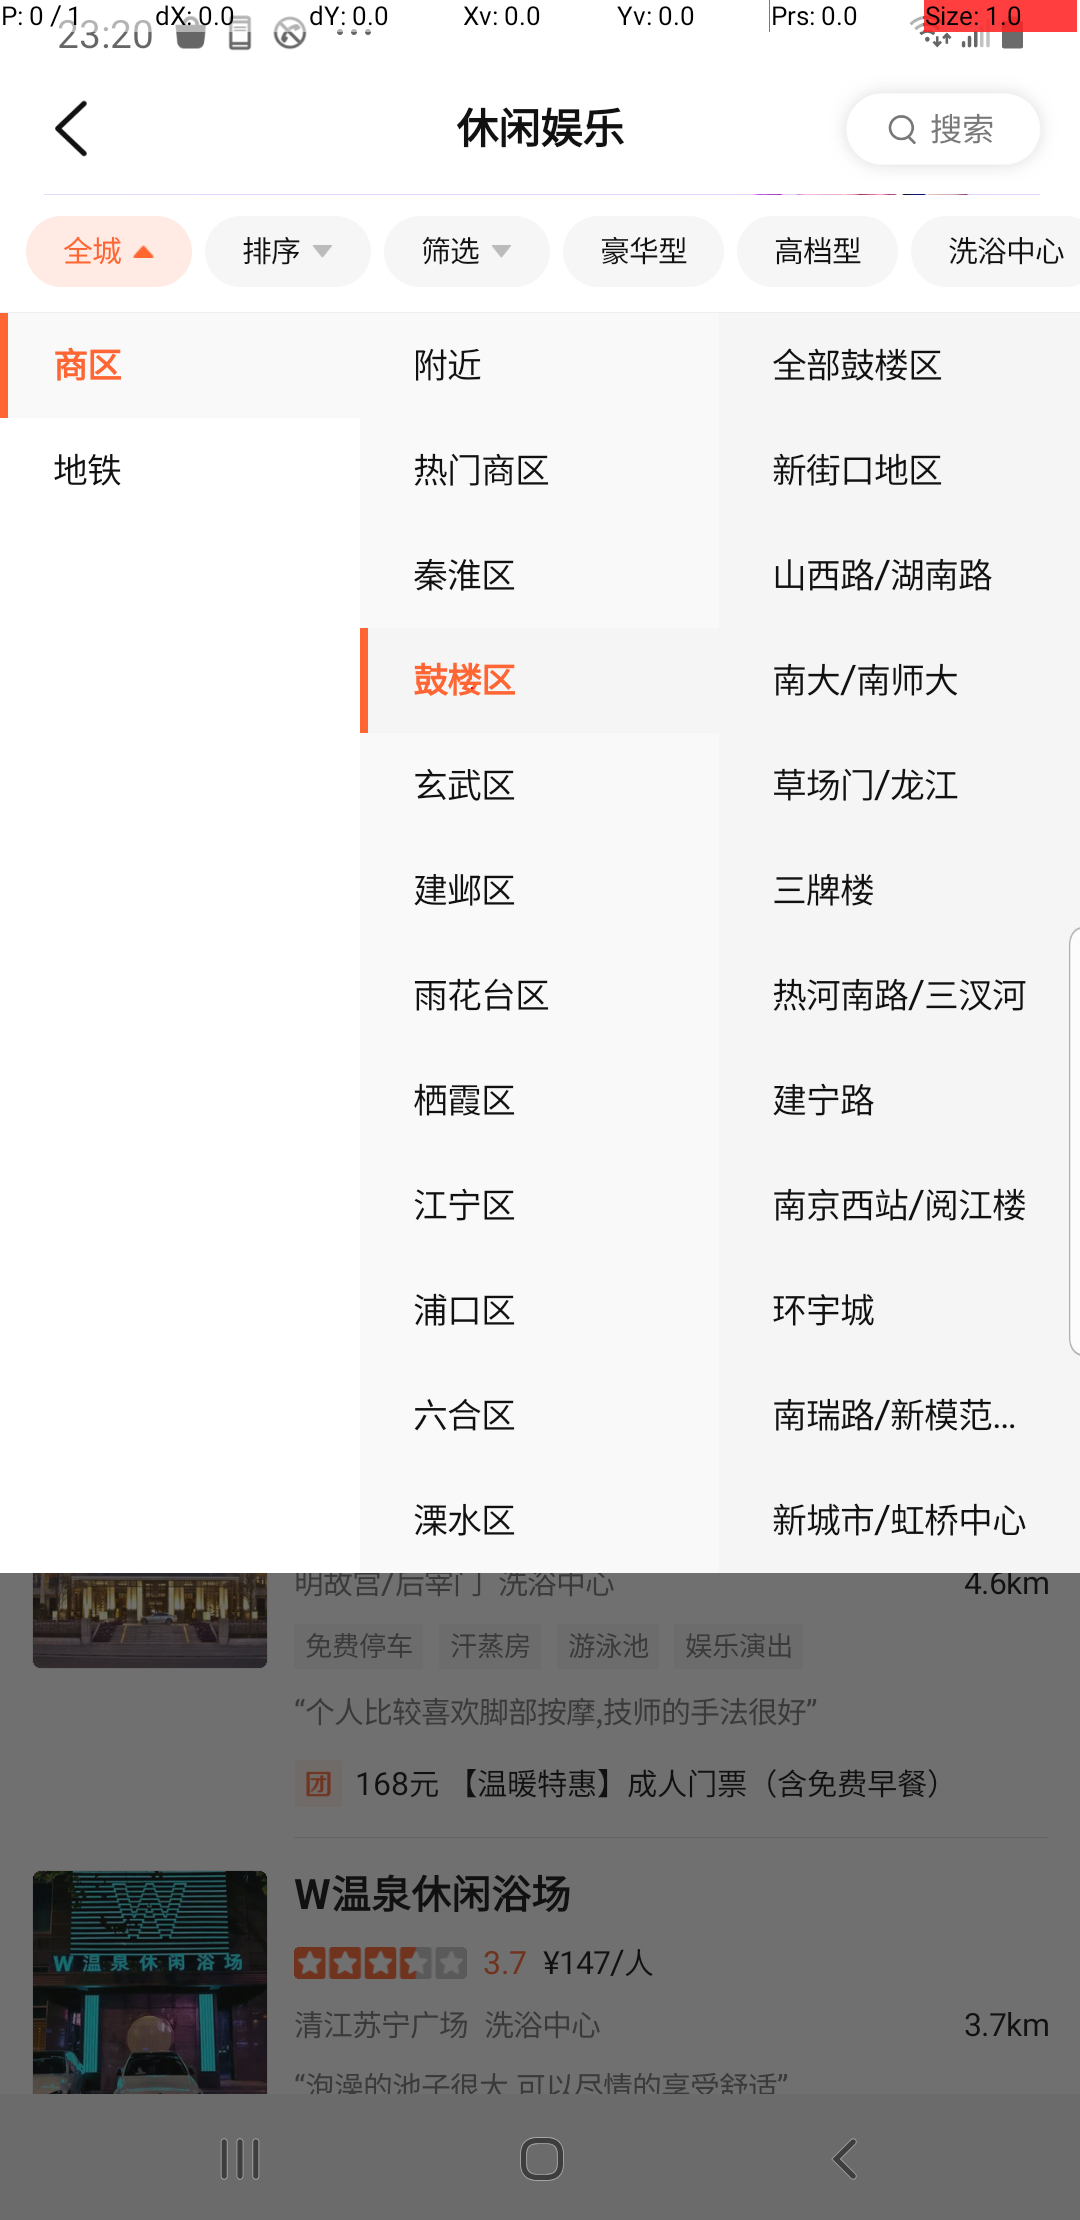 P: 0 / 1 dX: 0.0 dY: 0.0 Xv: 0.0 Yv: 0.0 Prs: 0.0 Size: 1.0
23:20
休闲娱乐
搜索
全城 排序 筛选 豪华型 高档型 洗浴中心
商区 附近 全部鼓楼区
地铁 热门商区 新街口地区
秦淮区 山西路/湖南路
鼓楼区 南大/南师大
玄武区 草场门/龙江
建邺区 三牌楼
雨花台区 热河南路/三汊河
栖霞区 建宁路
江宁区 南京西站/阅江楼
浦口区 环宇城
六合区 南瑞路/新模范...
溧水区 新城市/虹桥中心
明故宫/后宰门 洗浴中心 4.6km
免费停车 汗蒸房 游泳池 娱乐演出
“个人比较喜欢脚部按摩,技师的手法很好”
团 168元 【温暖特惠】成人门票（含免费早餐）
W温泉休闲浴场
W 温泉休闲浴场
3.7 ¥147/人
清江苏宁广场 洗浴中心 3.7km
“泡澡的池子很大,可以尽情的享受舒适”